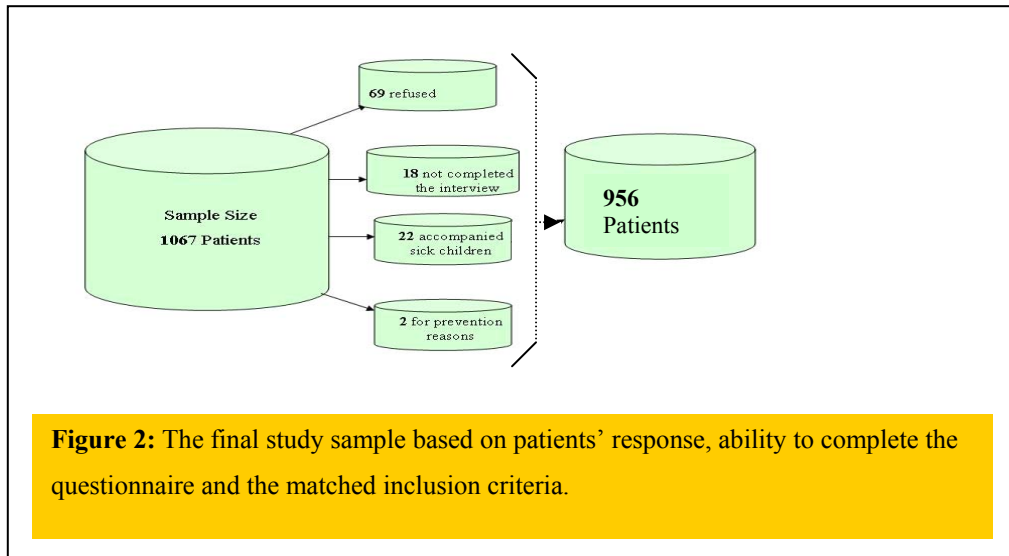 69 refused
18 not completed
the interview
Sample Size
1067 Patients
22 accompanied
sick children
2 for prevention
reasons
956
Patients
Figure 2: The final study sample based on patients’ response, ability to complete the
questionnaire and the matched inclusion criteria.